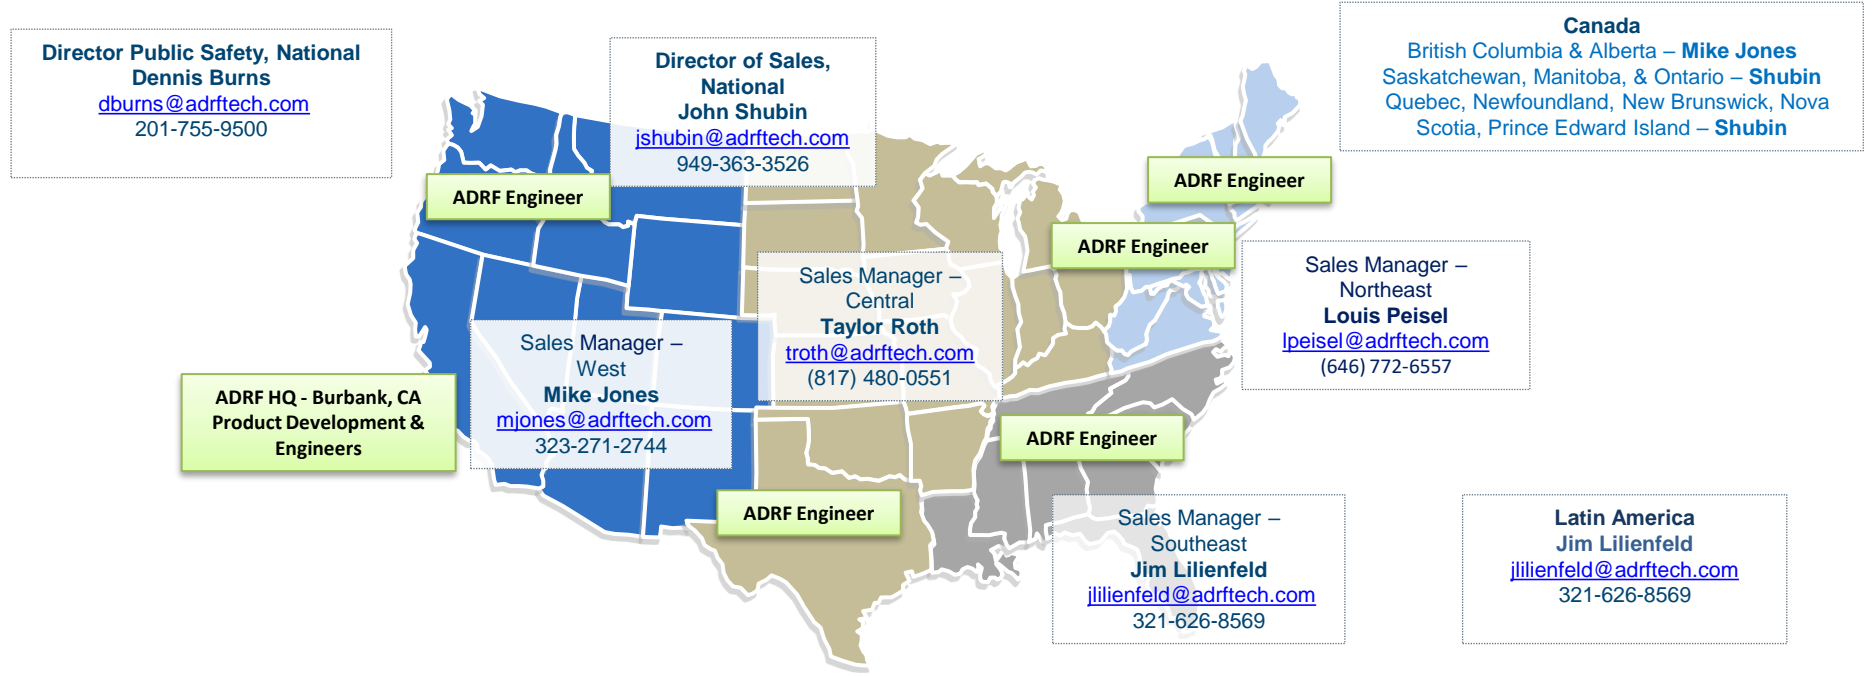 Director Public Safety, National
Dennis Burns
dburns@adrftech.com
201-755-9500
Director of Sales,
National
John Shubin
jshubin@adrftech.com
949-363-3526
Canada
British Columbia & Alberta – Mike Jones
Saskatchewan, Manitoba, & Ontario – Shubin
Quebec, Newfoundland, New Brunswick, Nova
Scotia, Prince Edward Island – Shubin
ADRF Engineer
ADRF Engineer
ADRF Engineer
Sales Manager –
Northeast
Louis Peisel
lpeisel@adrftech.com
(646) 772-6557
Sales Manager –
Central
Taylor Roth
troth@adrftech.com
(817) 480-0551
Sales Manager –
West
Mike Jones
mjones@adrftech.com
323-271-2744
ADRF HQ - Burbank, CA
Product Development &
Engineers
ADRF Engineer
ADRF Engineer
Sales Manager –
Southeast
Jim Lilienfeld
jlilienfeld@adrftech.com
321-626-8569
Latin America
Jim Lilienfeld
jlilienfeld@adrftech.com
321-626-8569